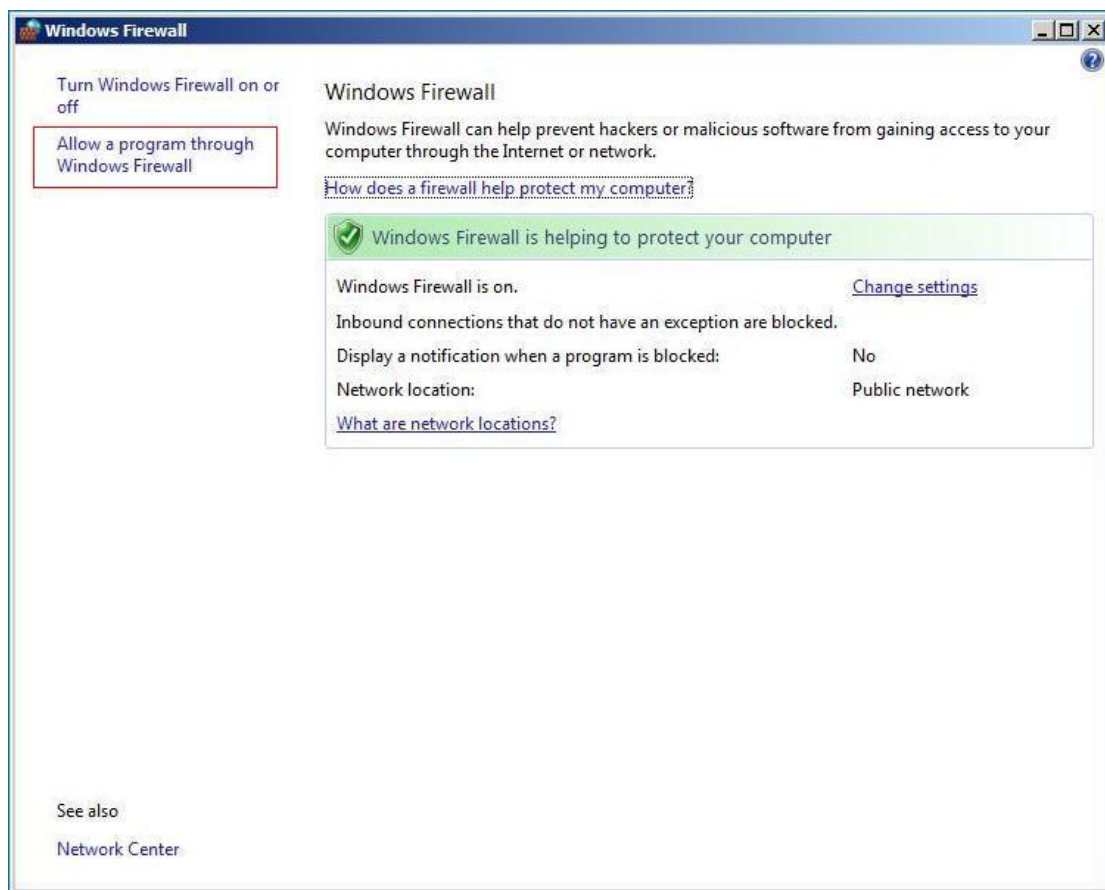 Windows Firewall
Turn Windows Firewall on or
off
Allow a program through
Windows Firewall
Windows Firewall
Windows Firewall can help prevent hackers or malicious software from gaining access to your
computer through the Internet or network.
How does a firewall help protect my computer?
Windows Firewall is helping to protect your computer
Windows Firewall is on.
Change settings
Inbound connections that do not have an exception are blocked.
Display a notification when a program is blocked:
No
Network location:
Public network
What are network locations?
See also
Network Center